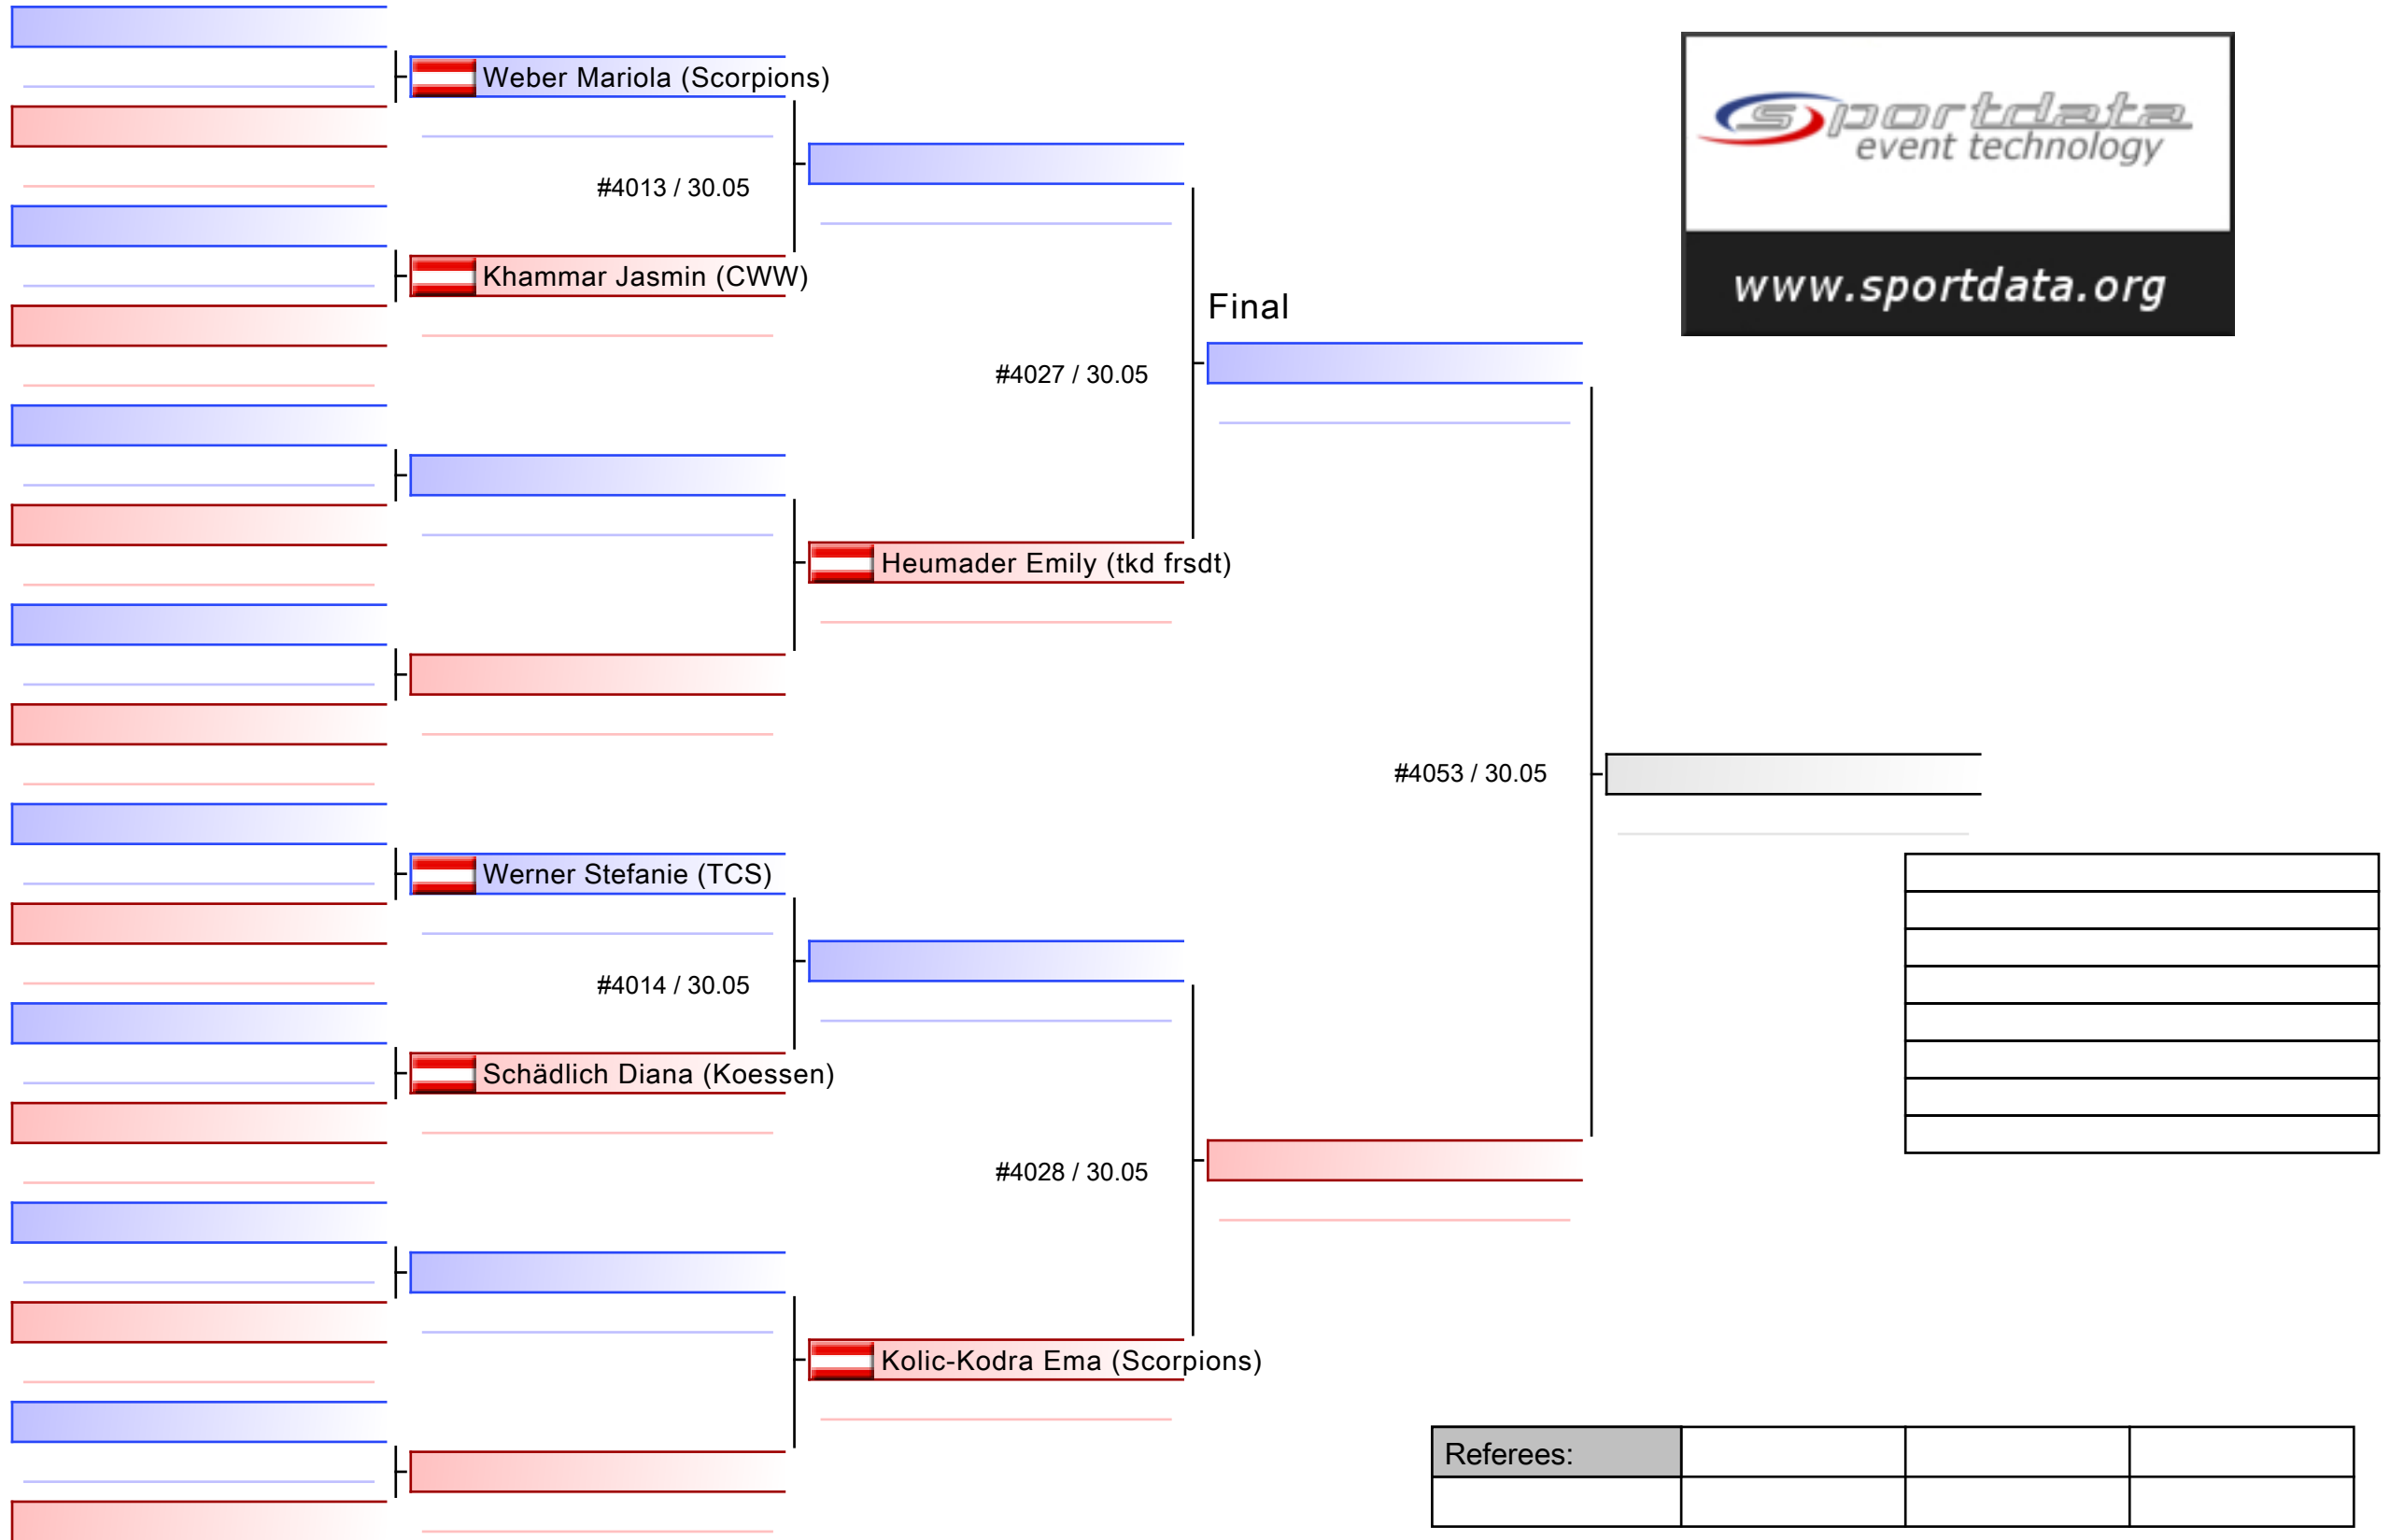 Weber Mariola (Scorpions)
#4013 / 30.05
Khammar Jasmin (CWW)
#4027 / 30.05
Heumader Emily (tkd frsdt)
Final
#4053 / 30.05
Werner Stefanie (TCS)
#4014 / 30.05
Schädlich Diana (Koessen)
#4028 / 30.05
Kolic-Kodra Ema (Scorpions)
sportdata
event technology
www.sportdata.org
Referees: